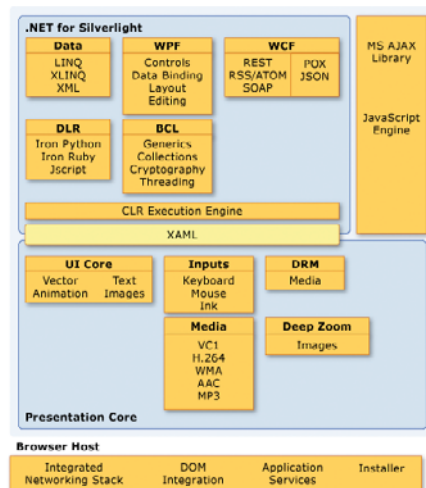 .NET for Silverlight
Data
LINQ
XLINQ
XML
WPF
Controls
Data Binding
Layout
Editing
WCF
REST
RSS/ATOM
SOAP
POX
JSON
MS AJAX
Library
JavaScript
Engine
DLR
Iron Python
Iron Ruby
Jscript
BCL
Generics
Collections
Cryptography
Threading
CLR Execution Engine
XAML
UI Core
Vector Text
Animation Images
Inputs
Keyboard
Mouse
Ink
DRM
Media
Media
VC1
H.264
WMA
AAC
MP3
Deep Zoom
Images
Presentation Core
Browser Host
Integrated
Networking Stack
DOM
Integration
Application
Services
Installer